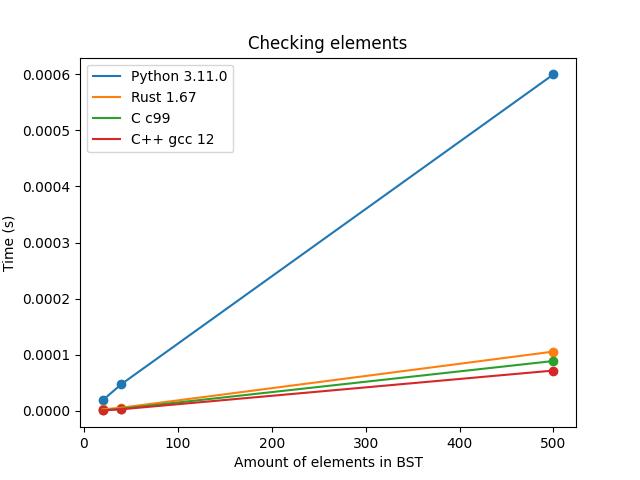 Checking elements
Python 3.11.0
Rust 1.67
C c99
C++ gcc 12
Time (s)
0.0006
0.0005
0.0004
0.0003
0.0002
0.0001
0.0000
0 100 200 300 400 500
Amount of elements in BST